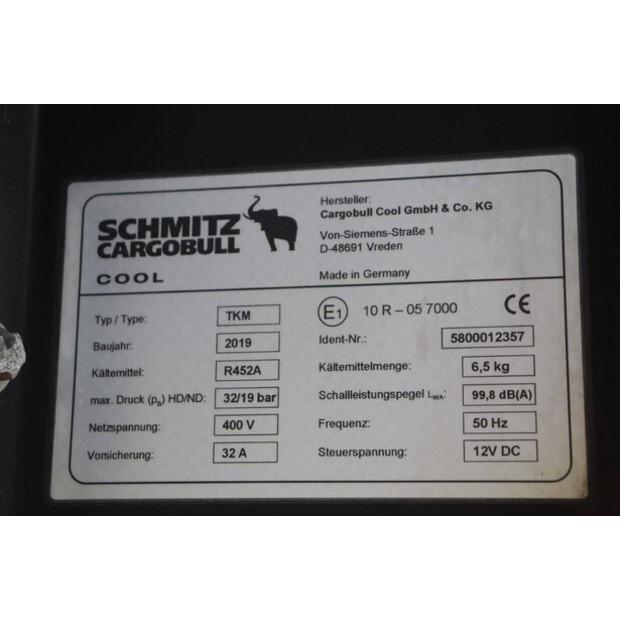 SCHMITZ
CARGOBULL
COOL
Hersteller:
Cargobull Cool GmbH & Co. KG
Von-Siemens-Straße 1
D-48691 Vreden
Made in Germany
Typ / Type: TKM
E1 10 R – 05 7000 CE
Baujahr: 2019
Ident-Nr.: 5800012357
Kältemittel: R452A
Kältemittelmenge: 6,5 kg
max. Druck (pS) HD/ND: 32/19 bar
Schallleistungspegel LWA: 99,8 dB(A)
Netzspannung: 400 V
Frequenz: 50 Hz
Vorsicherung: 32 A
Steuerspannung: 12V DC